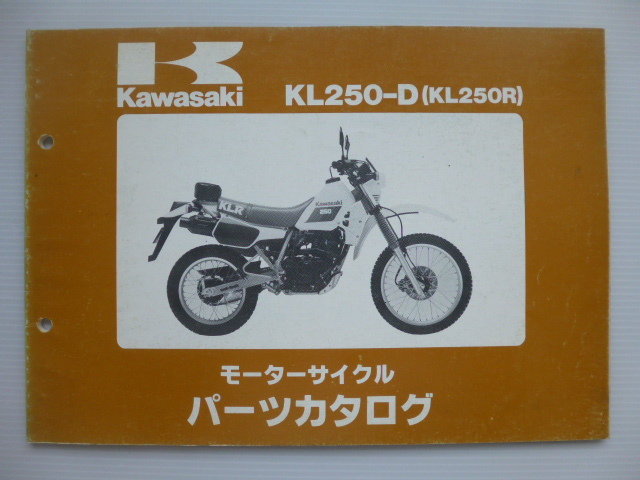 Kawasaki
KL250-D (KL250R)
KLR
Kawasaki
250
モーターサイクル
パーツカタログ